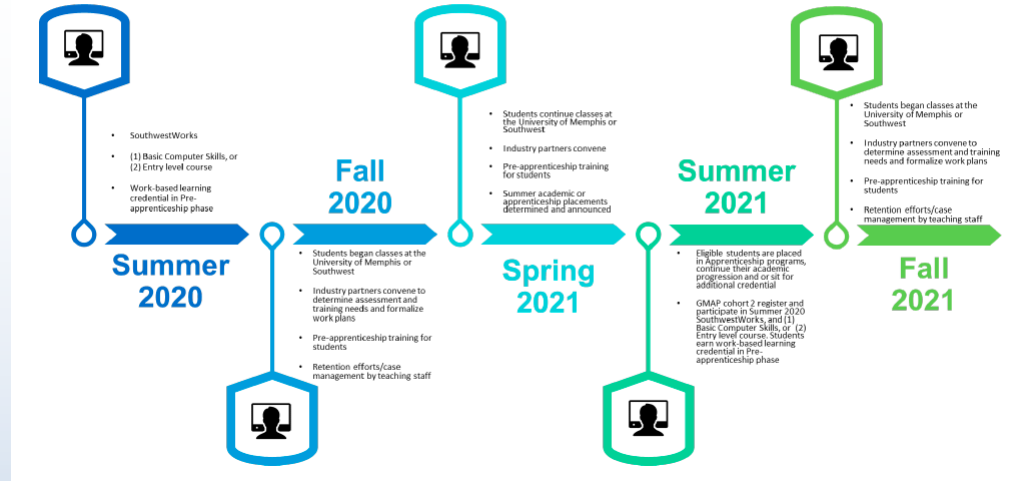 • SouthwestWorks
• (1) Basic Computer Skills, or
(2) Entry level course
• Work-based learning
credential in Pre-
apprenticeship phase
Summer
2020
Fall
2020
• Students began classes at the
University of Memphis or
Southwest
• Industry partners convene to
determine assessment and
training needs and formalize
work plans
• Pre-apprenticeship training for
students
• Retention efforts/case
management by teaching staff
• Students continue classes at
the University of Memphis or
Southwest
• Industry partners convene
• Pre-apprenticeship training
for students
• Summer academic or
apprenticeship placements
determined and announced
Spring
2021
Summer
2021
• Eligible students are placed
in Apprenticeship programs,
continue their academic
progression and or sit for
additional credential
• GMAP cohort 2 register and
participate in Summer 2020
SouthwestWorks, and (1)
Basic Computer Skills, or (2)
Entry level course. Students
earn work-based learning
credential in Pre-
apprenticeship phase
• Students began classes at the
University of Memphis or
Southwest
• Industry partners convene to
determine assessment and training
needs and formalize work plans
• Pre-apprenticeship training for
students
• Retention efforts/case
management by teaching staff
Fall
2021